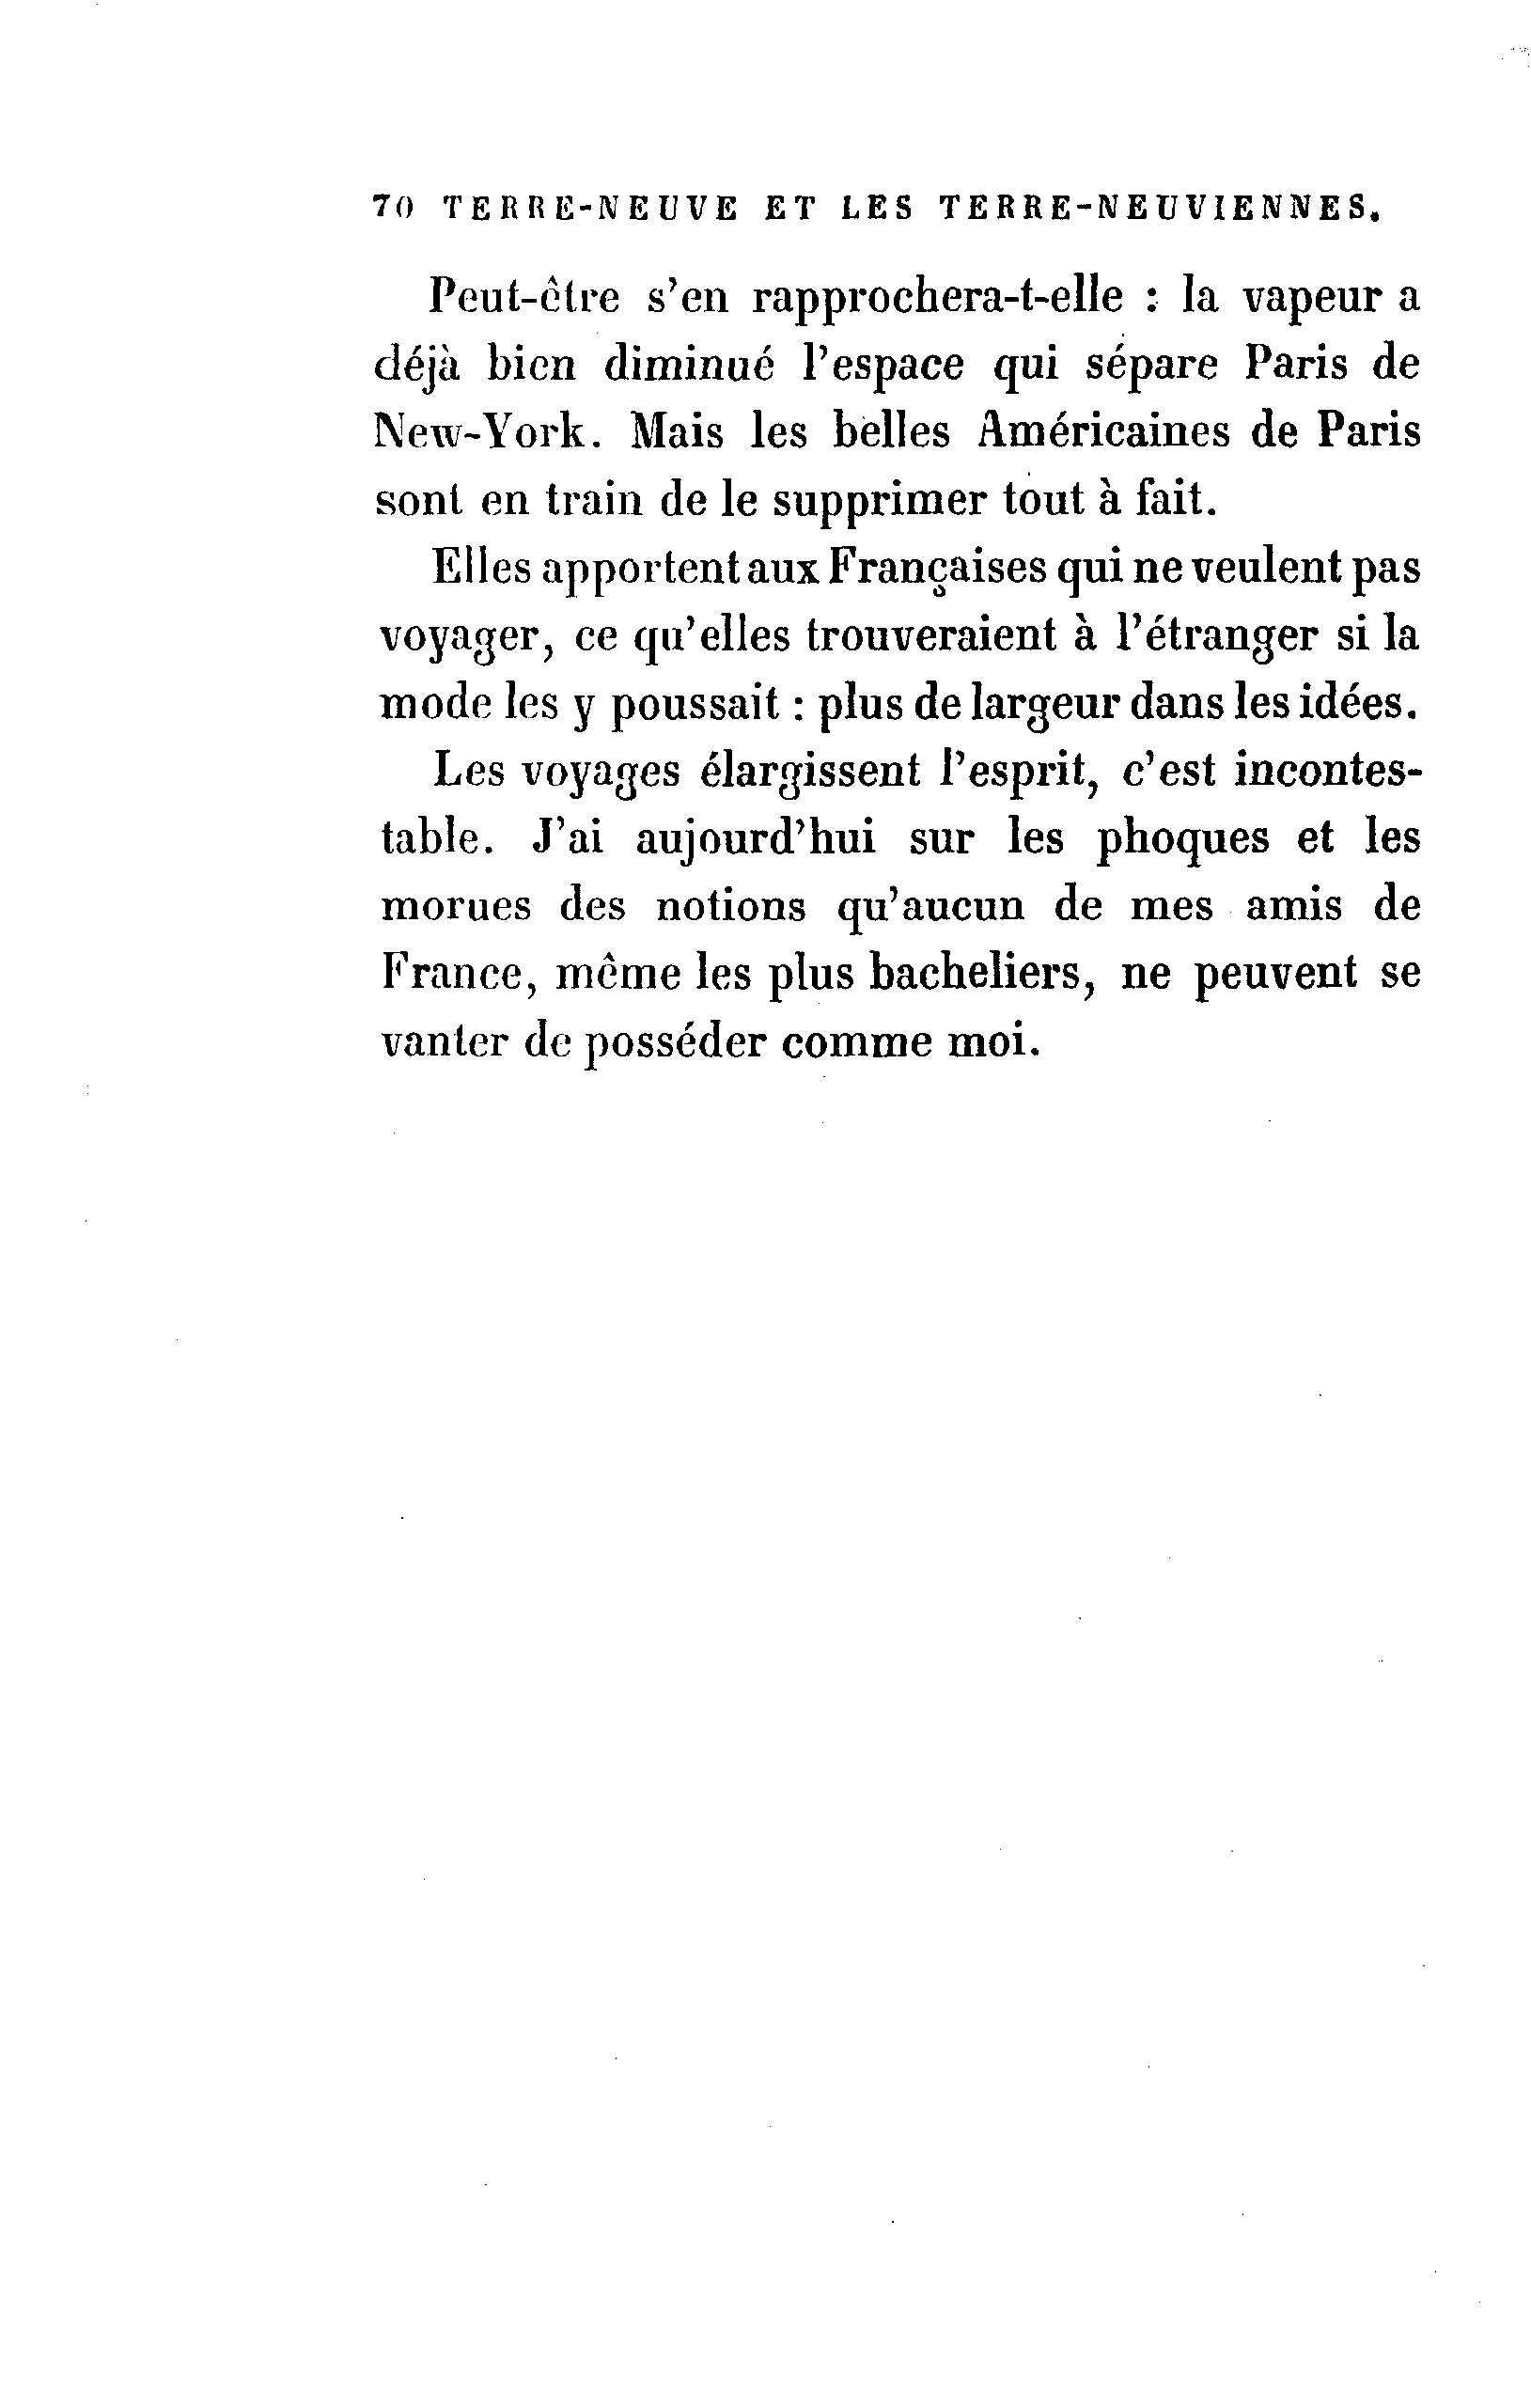 70 TERRE-NEUVE ET LES TERRE-NEUVIENNES.
Peut-être s'en rapprochera-t-elle : la vapeur a
déjà bien diminué l'espace qui sépare Paris de
New-York. Mais les belles Américaines de Paris
sont en train de le supprimer tout à fait.
Elles apportent aux Françaises qui ne veulent pas
voyager, ce qu'elles trouveraient à l'étranger si la
mode les y poussait : plus de largeur dans les idées.
Les voyages élargissent l'esprit, c'est incontes-
table. J'ai aujourd'hui sur les phoques et les
morues des notions qu'aucun de mes amis de
France, même les plus bacheliers, ne peuvent se
vanter de posséder comme moi.